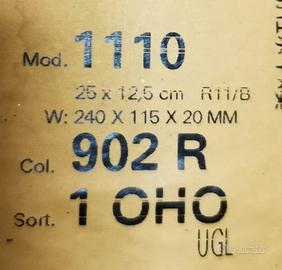 Mod. 1110
25 x 12,5 cm R11/B
W: 240 X 115 X 20 MM
Col. 902 R
Sort. 1 OHO
UGL